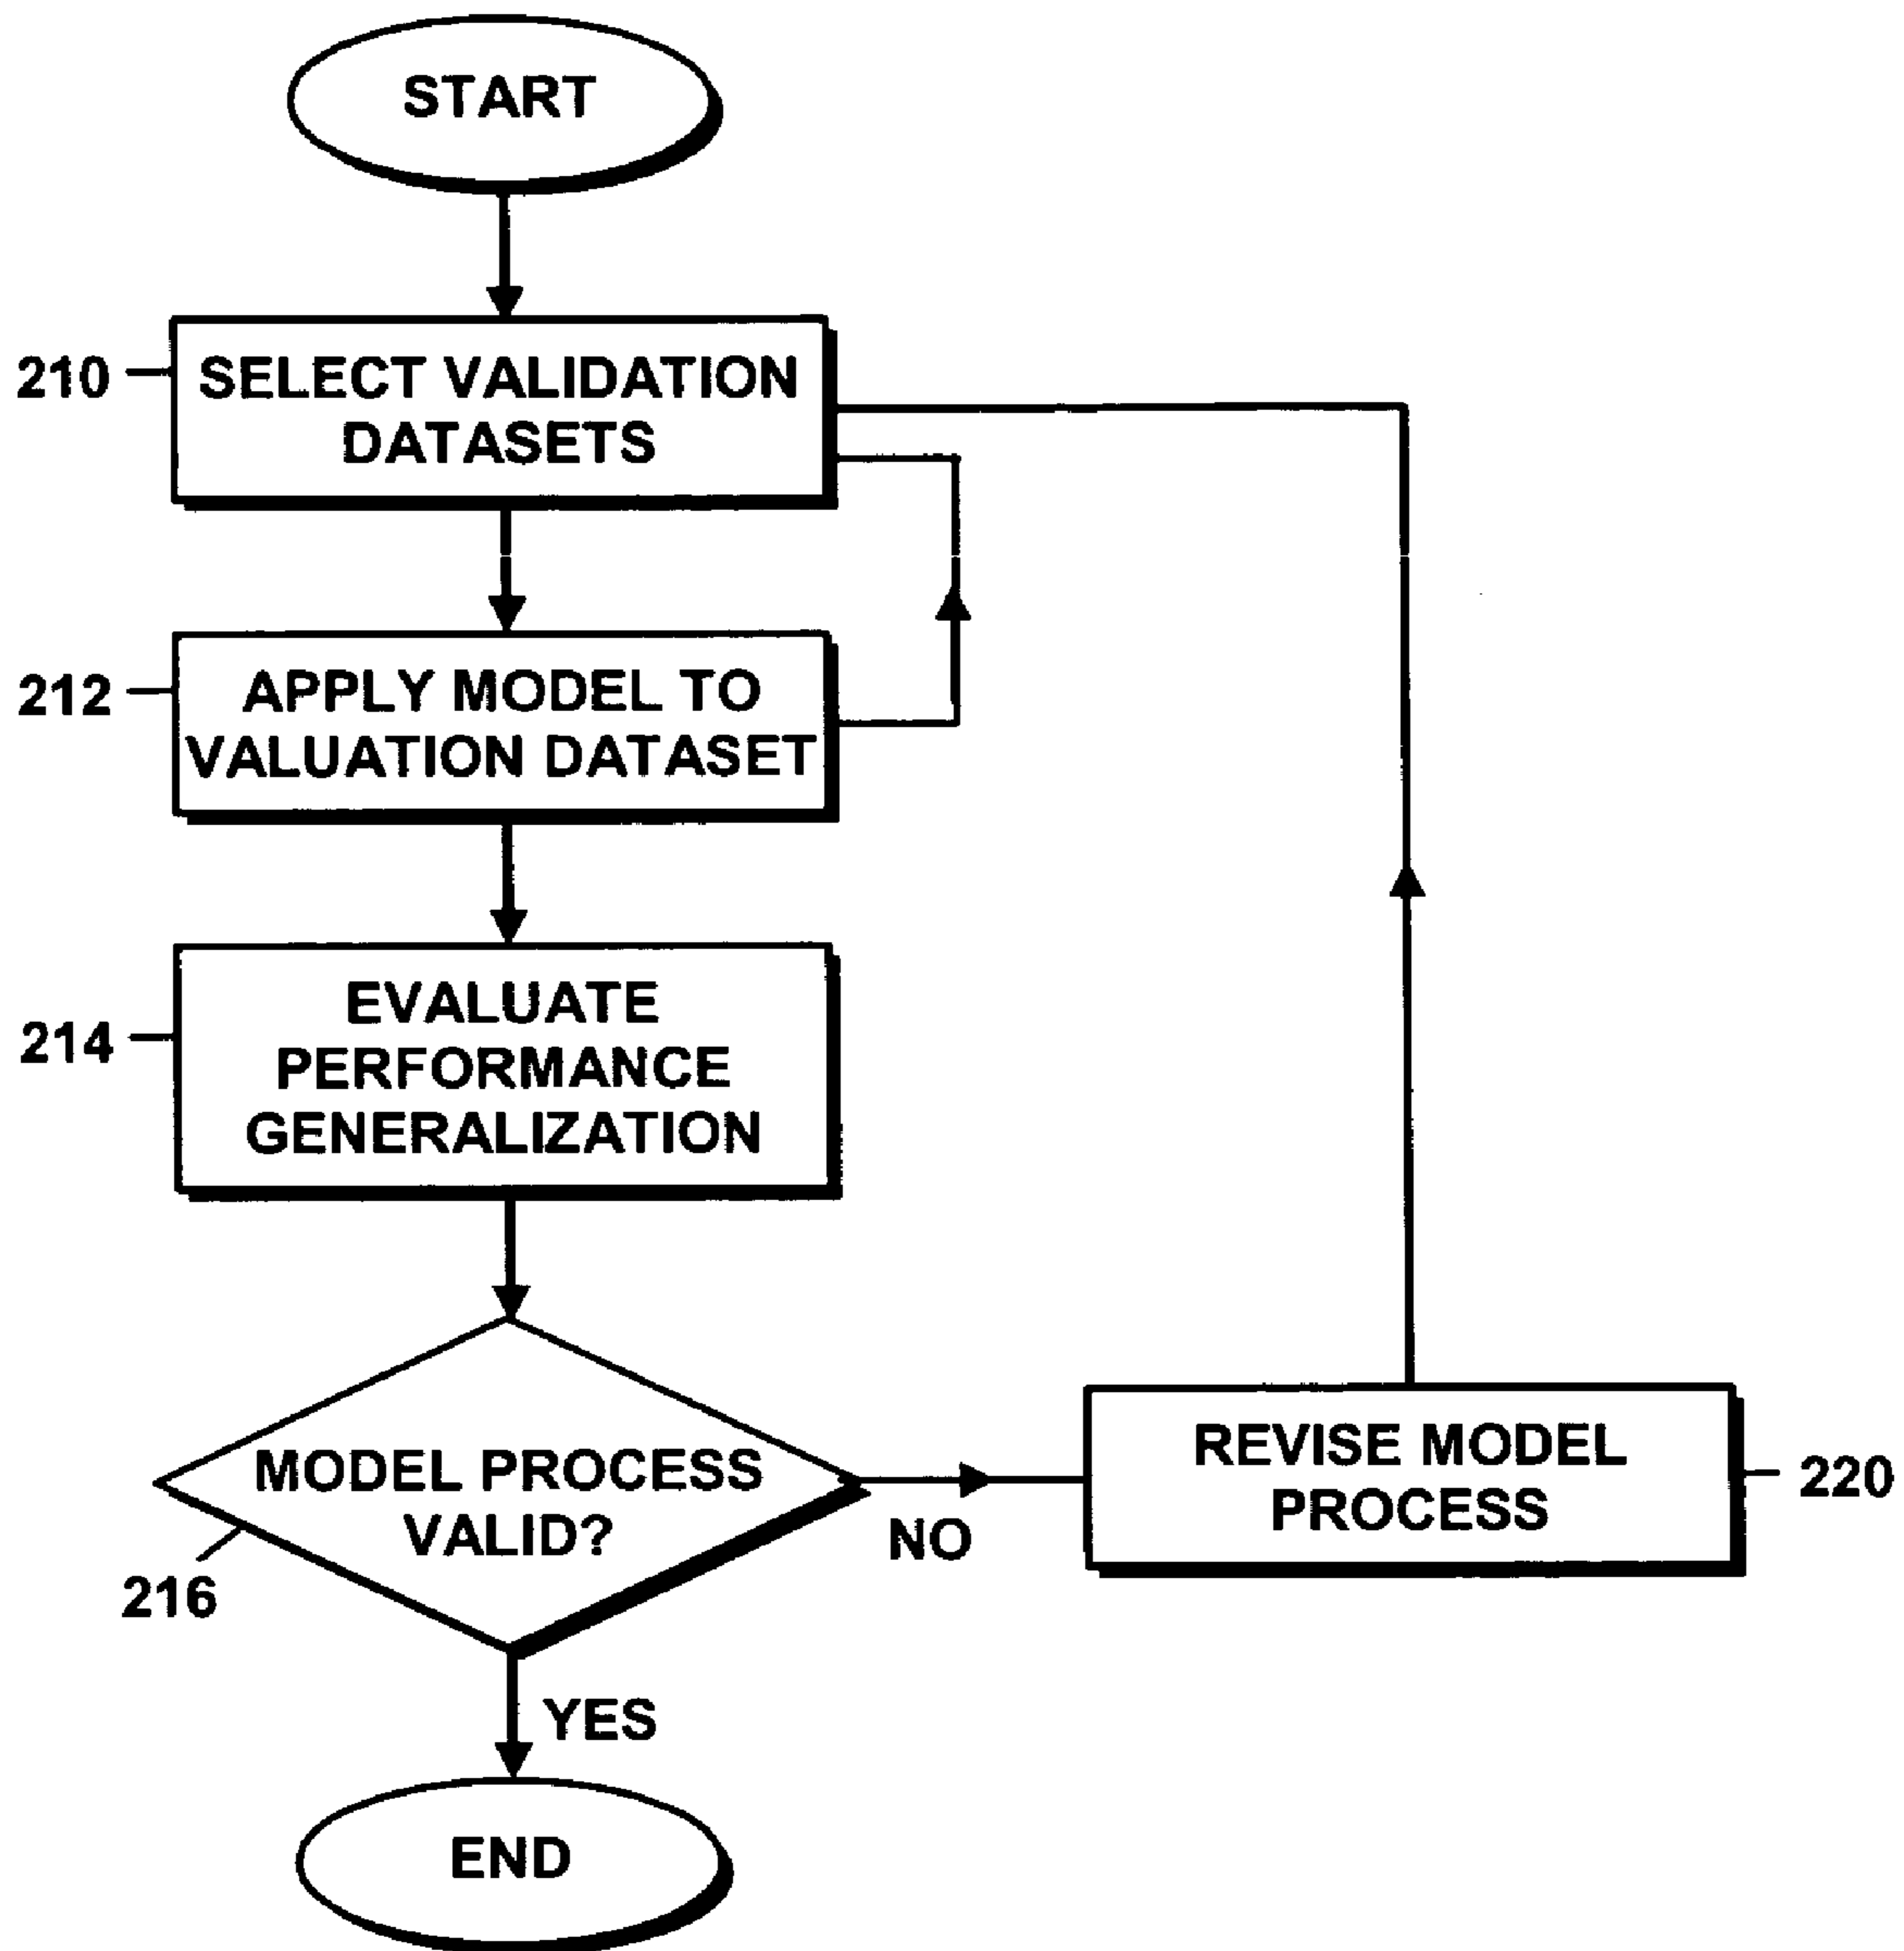 START
210
SELECT VALIDATION
DATASETS
212
APPLY MODEL TO
VALUATION DATASET
214
EVALUATE
PERFORMANCE
GENERALIZATION
MODEL PROCESS
VALID?
216
NO
REVISE MODEL
PROCESS
220
YES
END